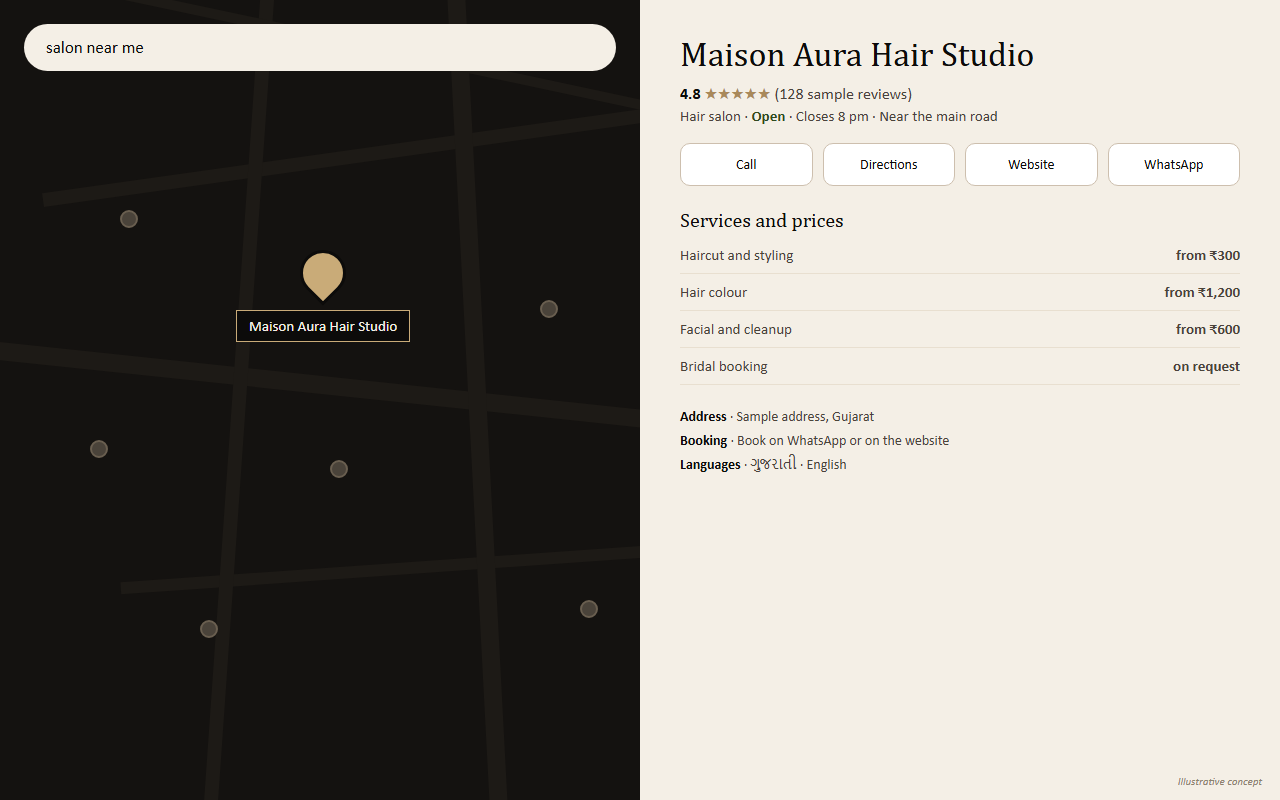 salon near me
Maison Aura Hair Studio
Maison Aura Hair Studio
4.8 ★★★★★ (128 sample reviews)
Hair salon · Open · Closes 8 pm · Near the main road
Call
Directions
Website
WhatsApp
Services and prices
Haircut and styling from ₹300
Hair colour from ₹1,200
Facial and cleanup from ₹600
Bridal booking on request
Address · Sample address, Gujarat
Booking · Book on WhatsApp or on the website
Languages · ગુજરાતી · English
Illustrative concept